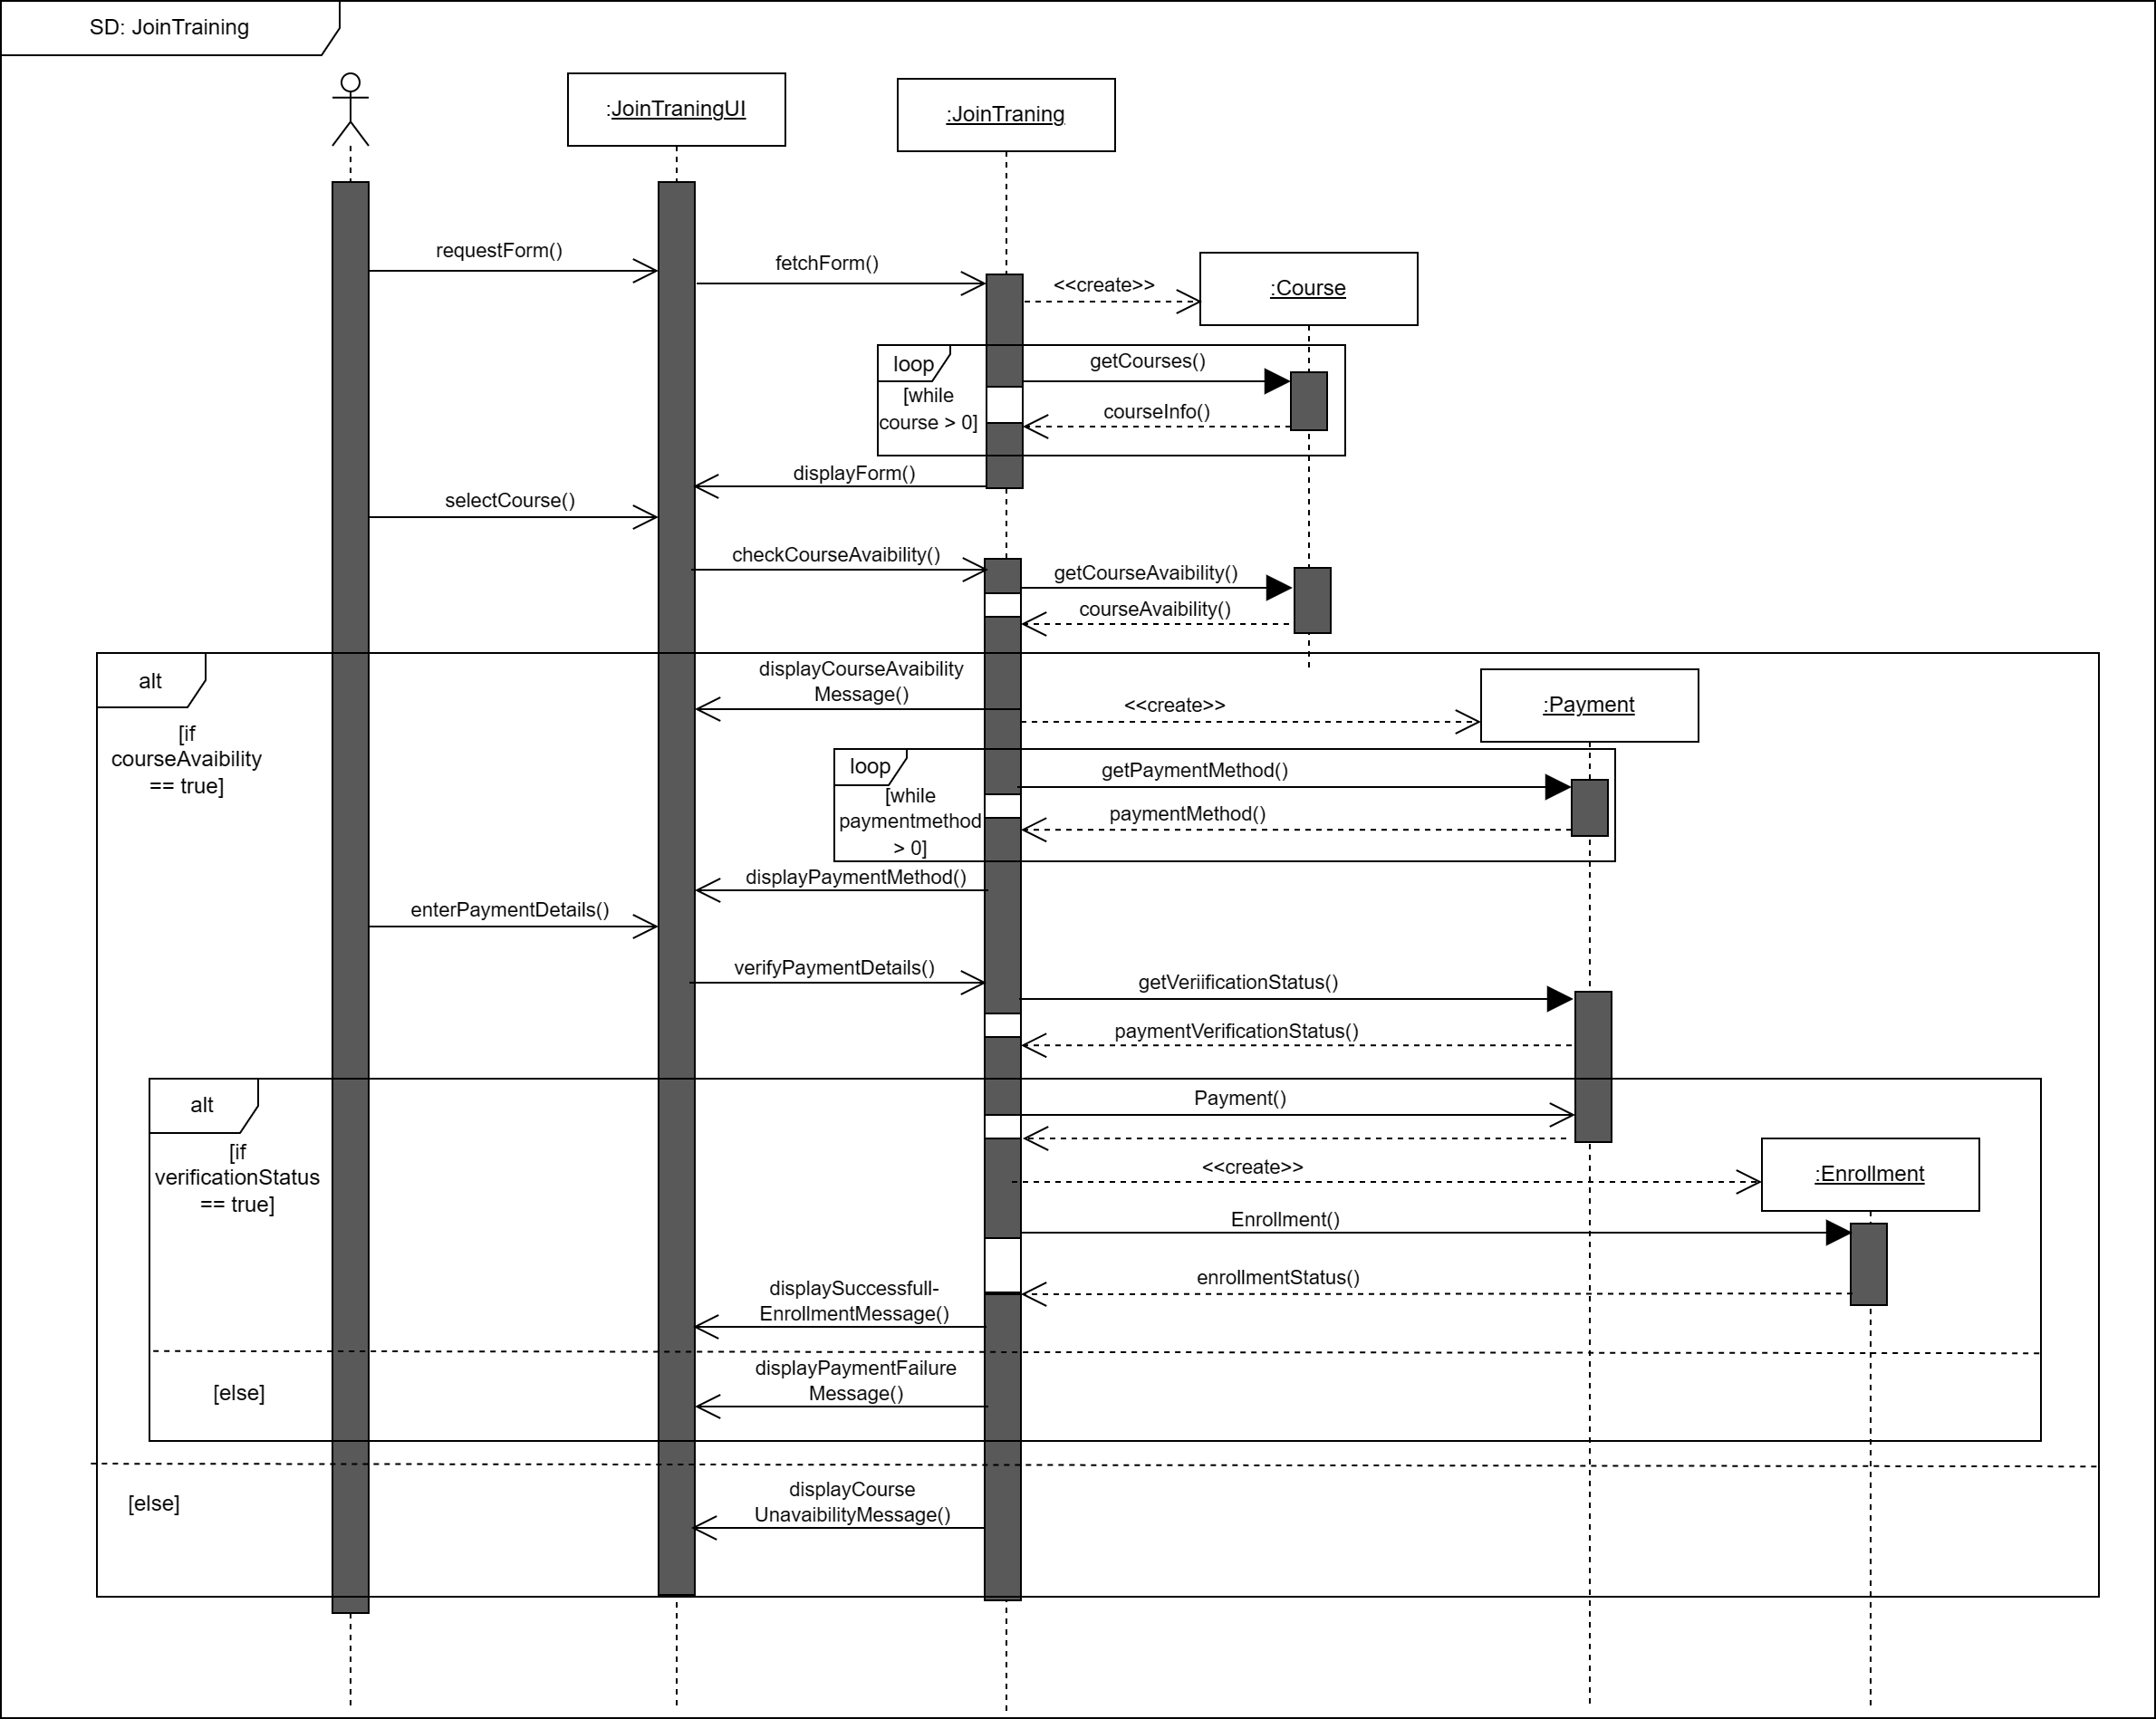 SD: JoinTraining
:JoinTraningUI
:JoinTraning
requestForm()
fetchForm()
<<create>>
:Course
loop
getCourses()
[while
course > 0]
courseInfo()
displayForm()
selectCourse()
checkCourseAvaibility()
getCourseAvaibility()
courseAvaibility()
alt
displayCourseAvaibility
Message()
<<create>>
:Payment
[if
courseAvaibility
== true]
loop
getPaymentMethod()
[while
paymentmethod
> 0]
paymentMethod()
displayPaymentMethod()
enterPaymentDetails()
verifyPaymentDetails()
getVeriificationStatus()
paymentVerificationStatus()
alt
Payment()
[if
verificationStatus
== true]
<<create>>
:Enrollment
Enrollment()
enrollmentStatus()
displaySuccessfull-
EnrollmentMessage()
displayPaymentFailure
Message()
[else]
displayCourse
UnavaibilityMessage()
[else]